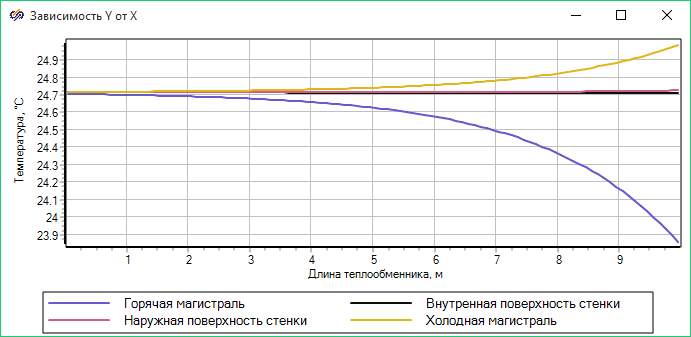 Зависимость Y от X
Температура, °C
24.9
24.8
24.7
24.6
24.5
24.4
24.3
24.2
24.1
24
23.9
1 2 3 4 5 6 7 8 9
Длина теплообменника, м
Горячая магистраль
Внутренная поверхность стенки
Наружная поверхность стенки
Холодная магистраль